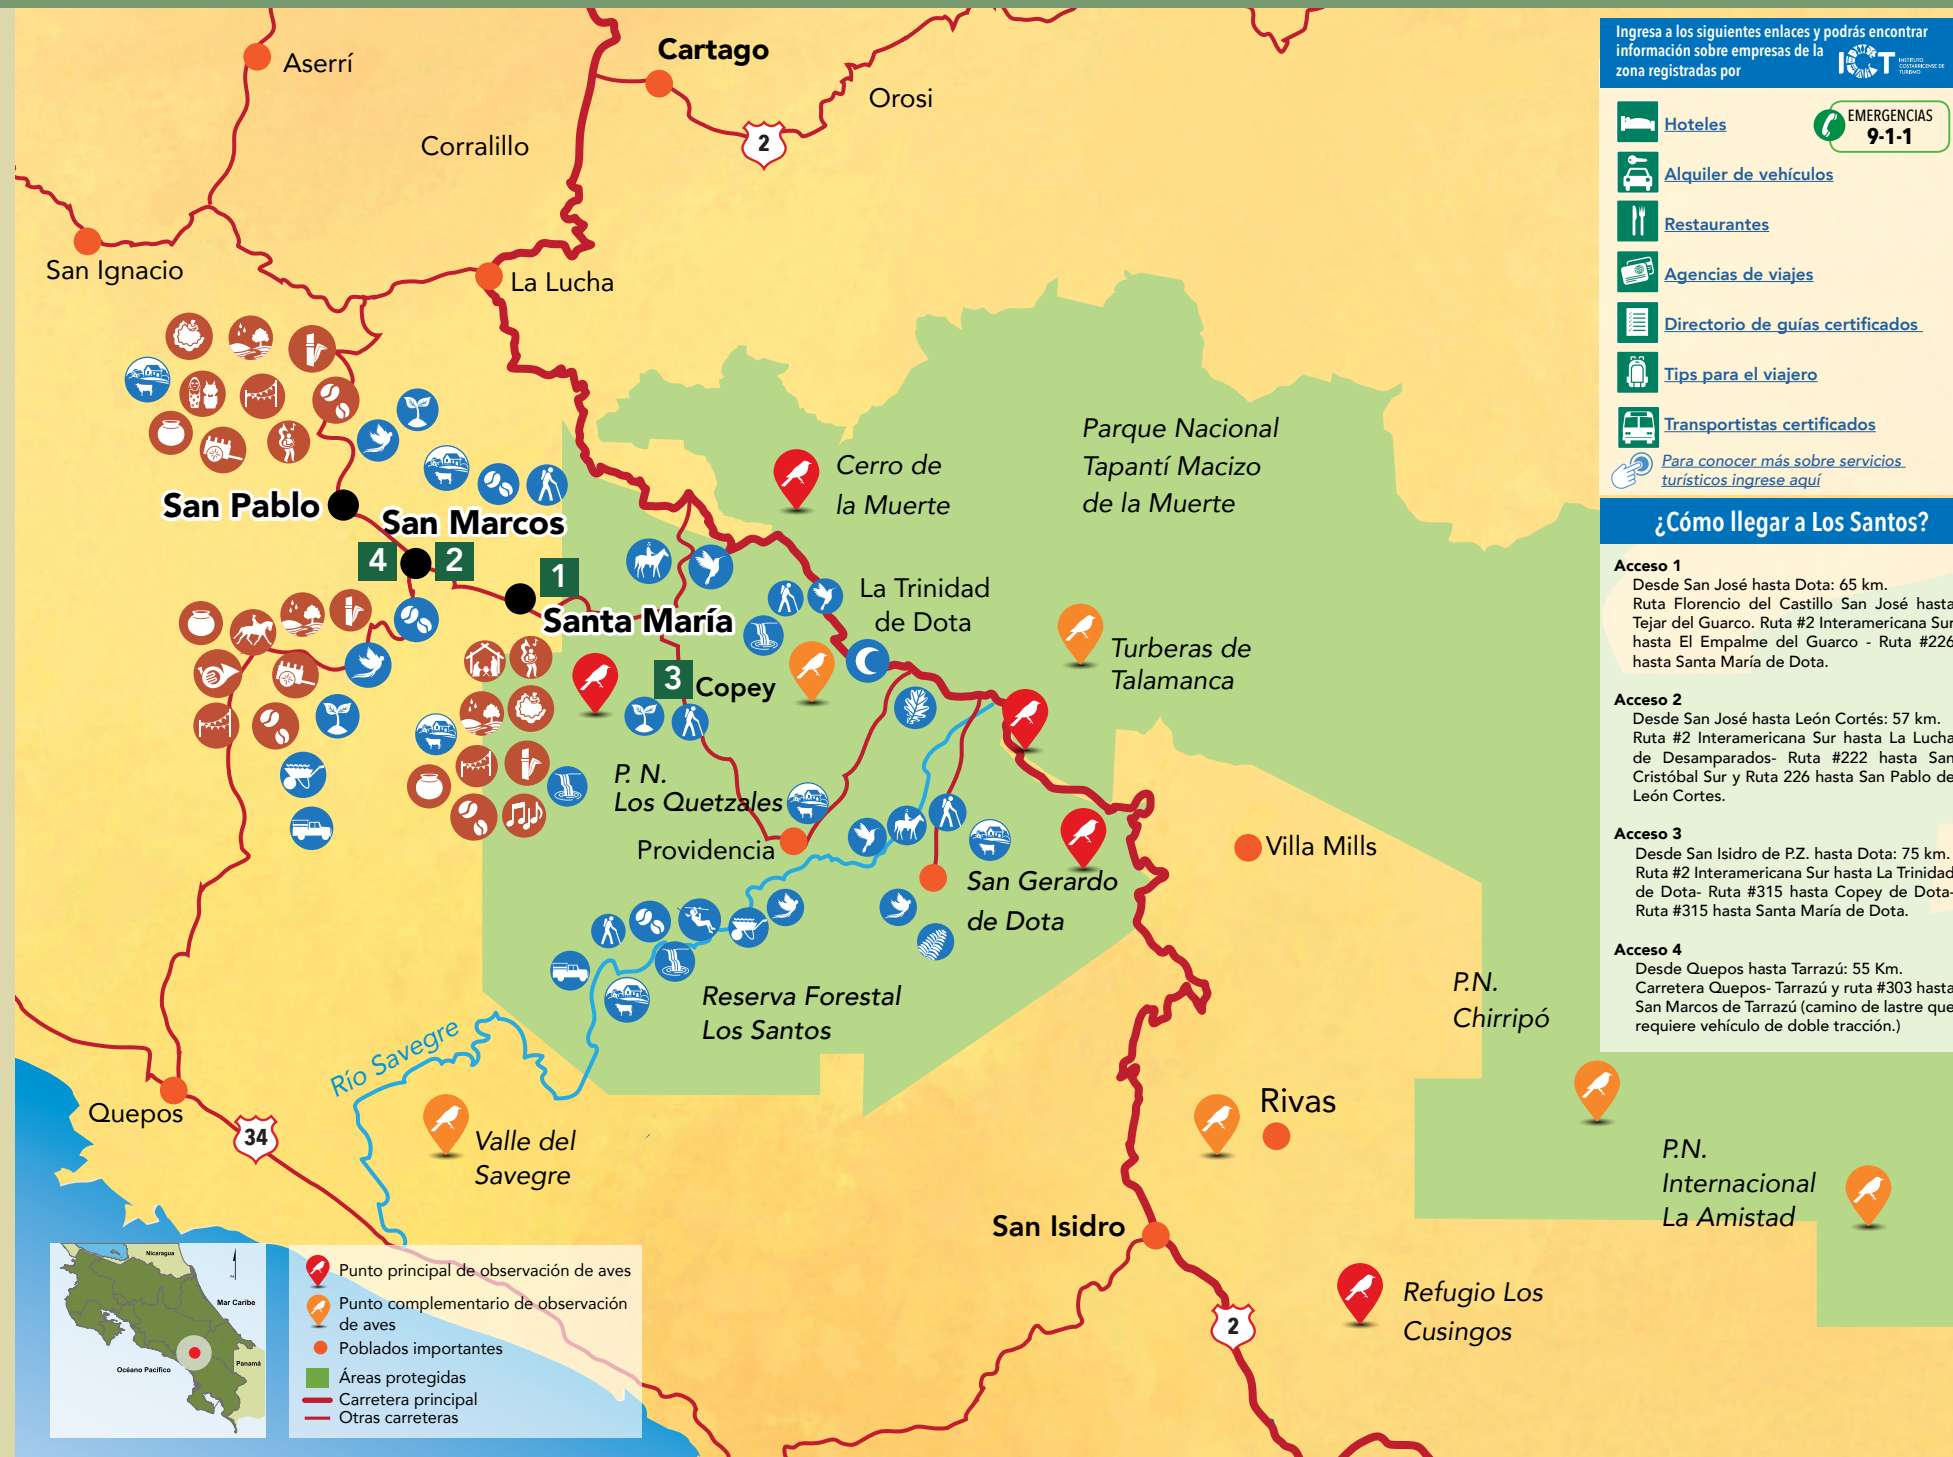 Aserrí
Cartago
Orosi
Corralillo
2
San Ignacio
La Lucha
Parque Nacional
Tapantí Macizo
de la Muerte
Cerro de
la Muerte
San Pablo
San Marcos
4
2
1
Santa María
La Trinidad
de Dota
Turberas de
Talamanca
3
Copey
P. N.
Los Quetzales
Providencia
Villa Mills
San Gerardo
de Dota
Reserva Forestal
Los Santos
P.N.
Chirripó
Río Savegre
Quepos
34
Valle del
Savegre
Rivas
P.N.
Internacional
La Amistad
San Isidro
2
Refugio Los
Cusingos
Nicaragua
Mar Caribe
Océano Pacífico
Panamá
Punto principal de observación de aves
Punto complementario de observación
de aves
Poblados importantes
Áreas protegidas
Carretera principal
Otras carreteras
Ingresa a los siguientes enlaces y podrás encontrar
información sobre empresas de la
zona registradas por
ICT
INSTITUTO
COSTARRICENSE DE
TURISMO
Hoteles
EMERGENCIAS
9-1-1
Alquiler de vehículos
Restaurantes
Agencias de viajes
Directorio de guías certificados
Tips para el viajero
Transportistas certificados
Para conocer más sobre servicios
turísticos ingrese aquí
¿Cómo llegar a Los Santos?
Acceso 1
Desde San José hasta Dota: 65 km.
Ruta Florencio del Castillo San José hasta
Tejar del Guarco. Ruta #2 Interamericana Sur
hasta El Empalme del Guarco - Ruta #226
hasta Santa María de Dota.
Acceso 2
Desde San José hasta León Cortés: 57 km.
Ruta #2 Interamericana Sur hasta La Lucha
de Desamparados- Ruta #222 hasta San
Cristóbal Sur y Ruta 226 hasta San Pablo de
León Cortes.
Acceso 3
Desde San Isidro de P.Z. hasta Dota: 75 km.
Ruta #2 Interamericana Sur hasta La Trinidad
de Dota- Ruta #315 hasta Copey de Dota-
Ruta #315 hasta Santa María de Dota.
Acceso 4
Desde Quepos hasta Tarrazú: 55 Km.
Carretera Quepos- Tarrazú y ruta #303 hasta
San Marcos de Tarrazú (camino de lastre que
requiere vehículo de doble tracción.)